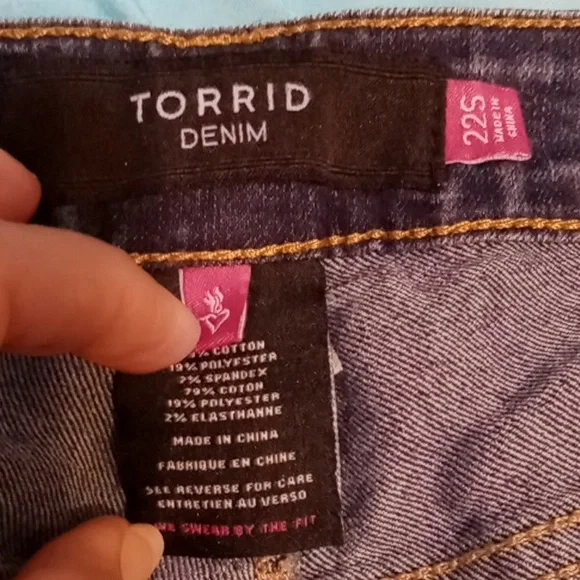 TORRID
DENIM
22S
MADE IN
CHINA
% COTTON
19% POLYESTER
2% SPANDEX
79% COTON
19% POLYESTER
2% ELASTHANNE
MADE IN CHINA
FABRIQUE EN CHINE
SEE REVERSE FOR CARE
ENTRETIEN AU VERSO
WE SWEAR BY THE FIT